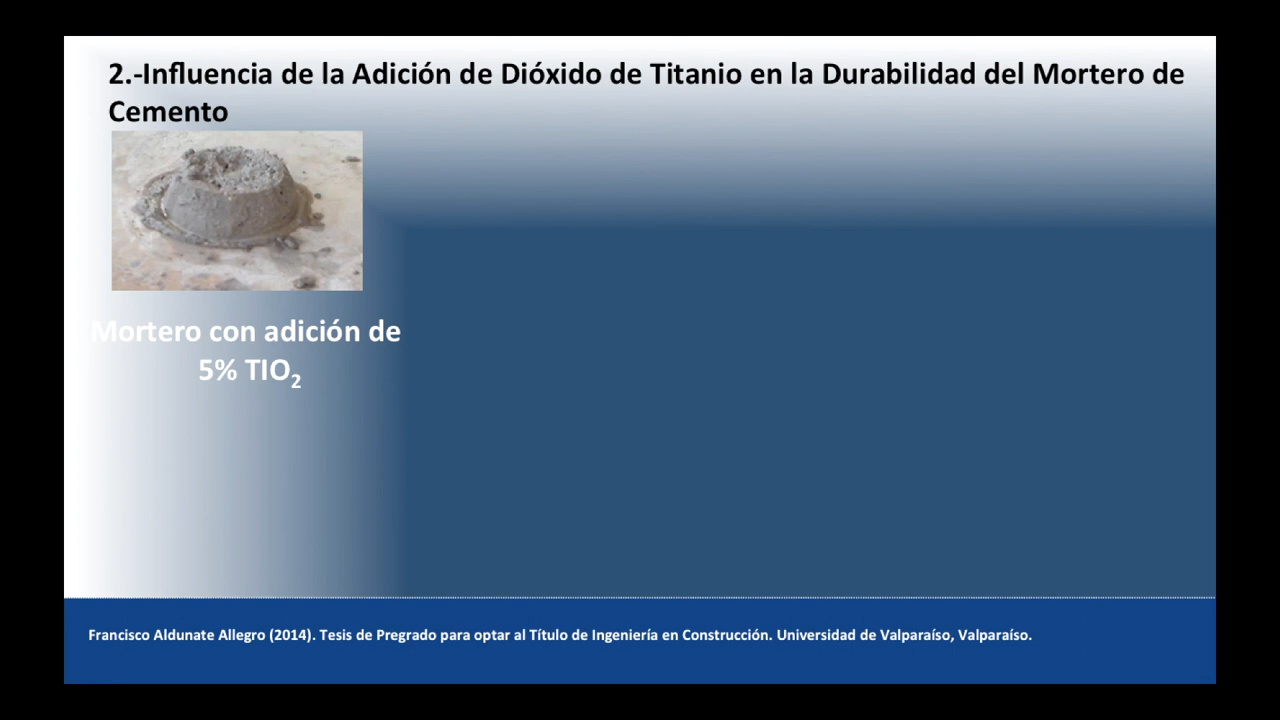 2.-Influencia de la Adición de Dióxido de Titanio en la Durabilidad del Mortero de
Cemento
Mortero con adición de
5% TIO₂
Francisco Aldunate Allegro (2014). Tesis de Pregrado para optar al Título de Ingeniería en Construcción. Universidad de Valparaíso, Valparaíso.